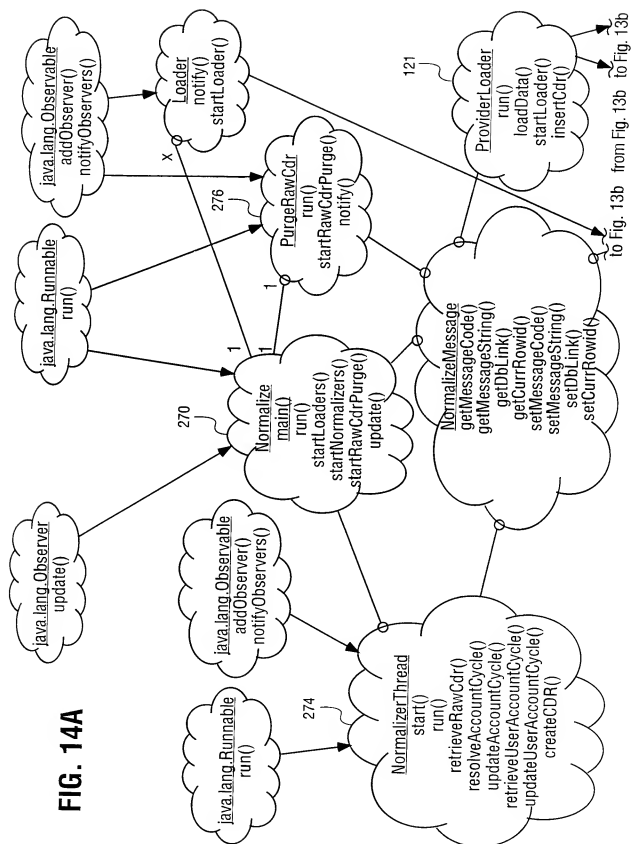 FIG. 14A
java.lang.Observer
update()
java.lang.Runnable
run()
java.lang.Observable
addObserver()
notifyObservers()
java.lang.Runnable
run()
java.lang.Observable
addObserver()
notifyObservers()
274
NormalizerThread
start()
run()
retrieveRawCdr()
resolveAccountCycle()
updateAccountCycle()
retrieveUserAccountCycle()
updateUserAccountCycle()
createCDR()
270
Normalize
main()
run()
startLoaders()
startNormalizers()
startRawCdrPurge()
update()
1
1
1
X
276
PurgeRawCdr
run()
startRawCdrPurge()
notify()
Loader
notify()
startLoader()
NormalizeMessage
getMessageCode()
getMessageString()
getDbLink()
getCurrRowid()
setMessageCode()
setMessageString()
setDbLink()
setCurrRowid()
121
ProviderLoader
run()
loadData()
startLoader()
insertCdr()
to Fig. 13b
from Fig. 13b
to Fig. 13b
to Fig. 13b